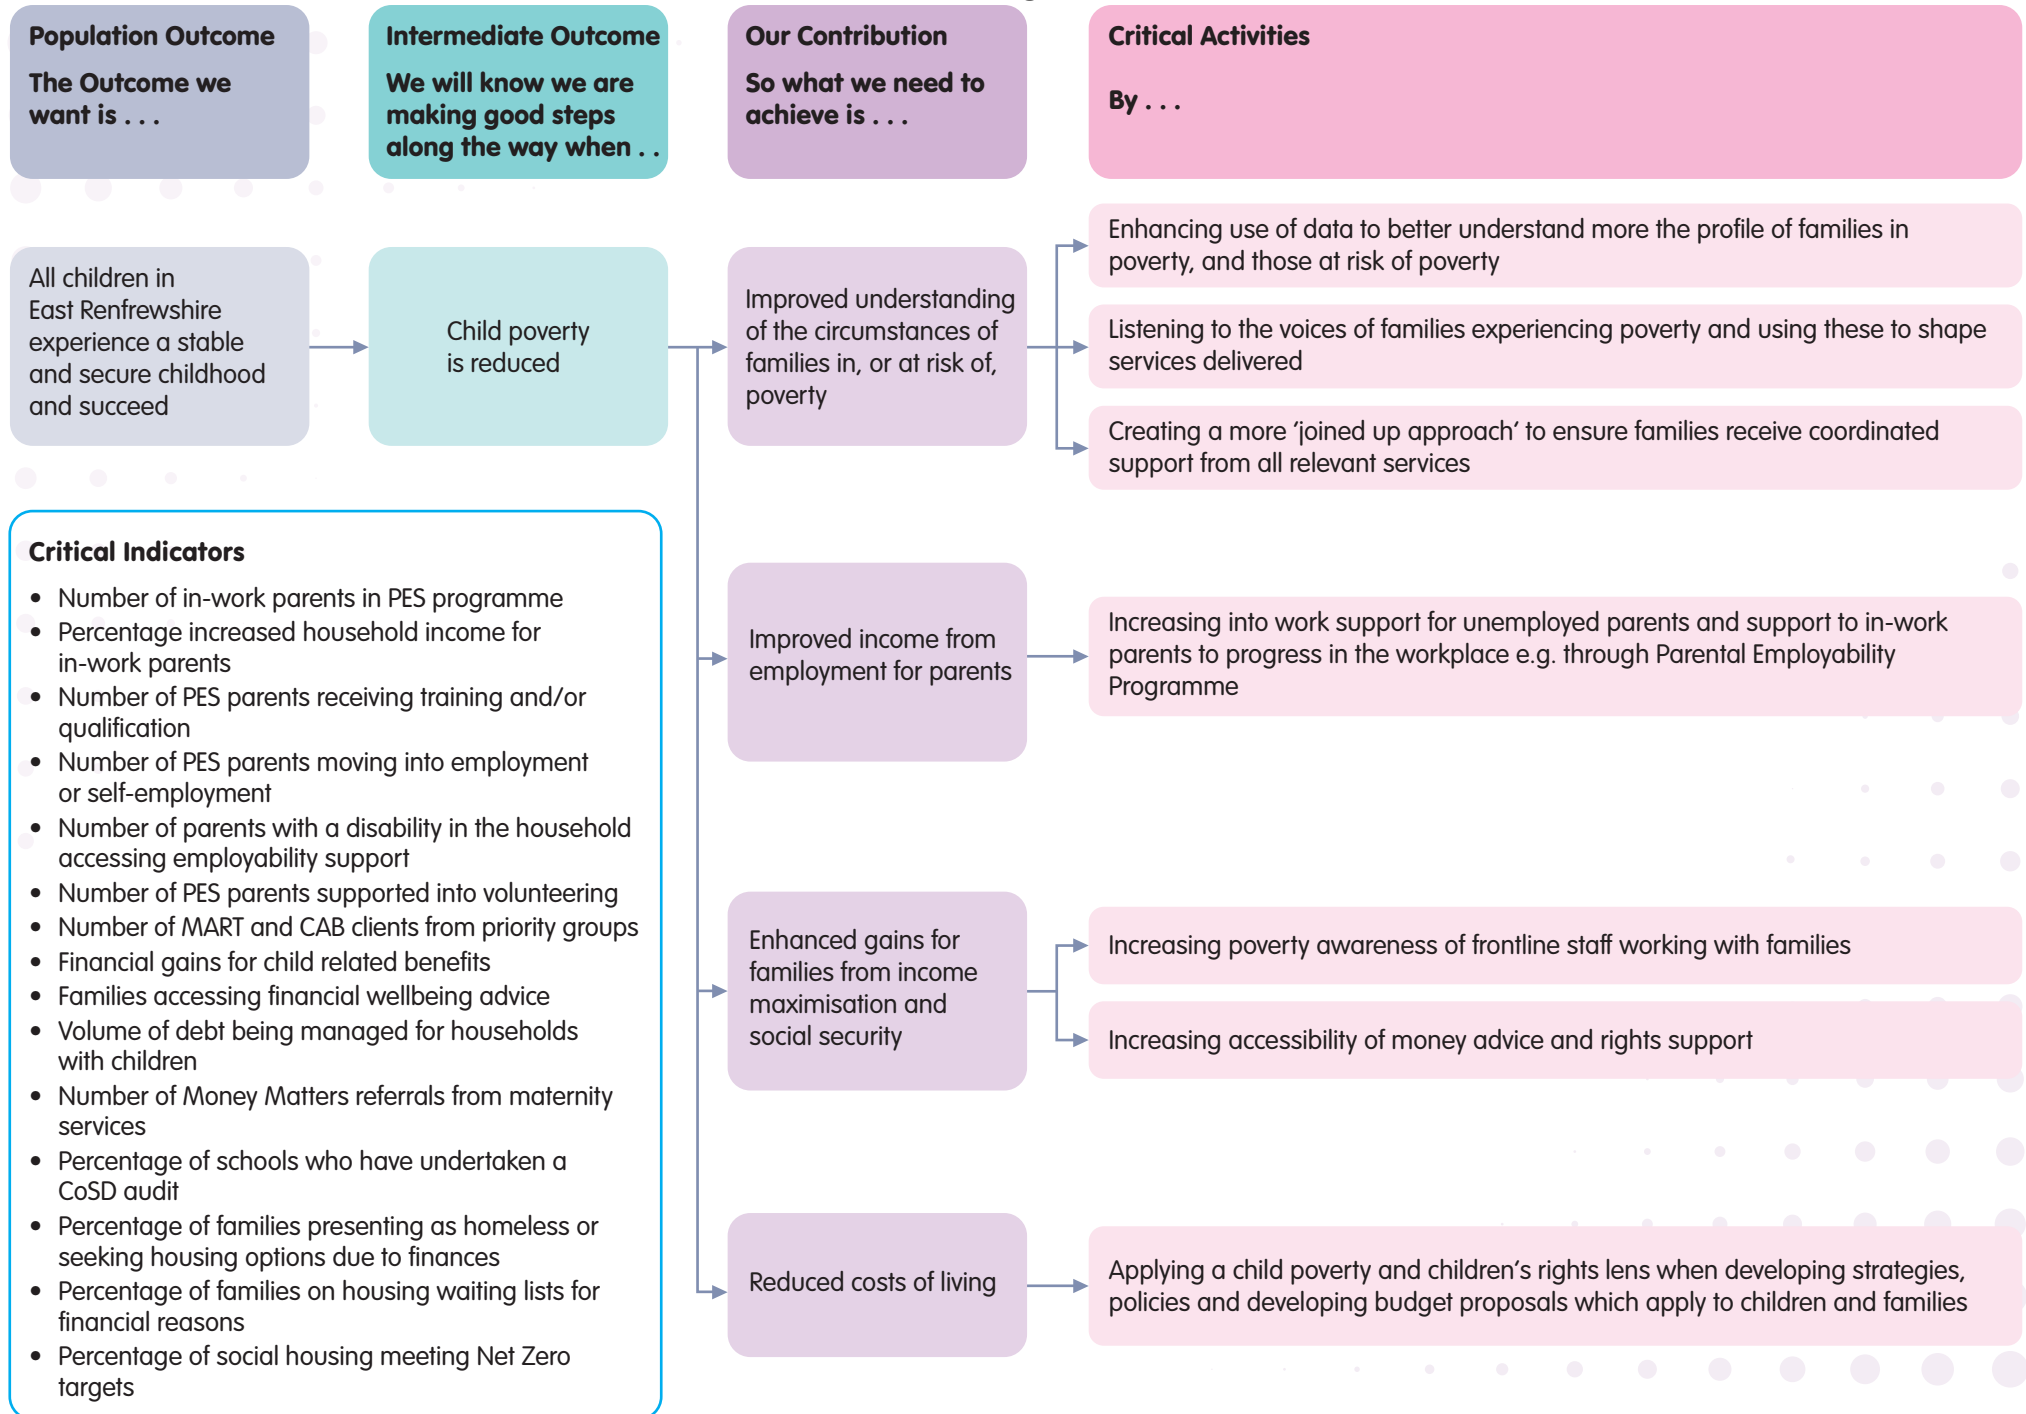 Population Outcome
The Outcome we
want is . . .
Intermediate Outcome
We will know we are
making good steps
along the way when . .
Our Contribution
So what we need to
achieve is . . .
Critical Activities
By . . .
All children in
East Renfrewshire
experience a stable
and secure childhood
and succeed
Child poverty
is reduced
Improved understanding
of the circumstances of
families in, or at risk of,
poverty
Enhancing use of data to better understand more the profile of families in
poverty, and those at risk of poverty
Listening to the voices of families experiencing poverty and using these to shape
services delivered
Creating a more ‘joined up approach’ to ensure families receive coordinated
support from all relevant services
Improved income from
employment for parents
Increasing into work support for unemployed parents and support to in-work
parents to progress in the workplace e.g. through Parental Employability
Programme
Enhanced gains for
families from income
maximisation and
social security
Increasing poverty awareness of frontline staff working with families
Increasing accessibility of money advice and rights support
Reduced costs of living
Applying a child poverty and children’s rights lens when developing strategies,
policies and developing budget proposals which apply to children and families
Critical Indicators
• Number of in-work parents in PES programme
• Percentage increased household income for
in-work parents
• Number of PES parents receiving training and/or
qualification
• Number of PES parents moving into employment
or self-employment
• Number of parents with a disability in the household
accessing employability support
• Number of PES parents supported into volunteering
• Number of MART and CAB clients from priority groups
• Financial gains for child related benefits
• Families accessing financial wellbeing advice
• Volume of debt being managed for households
with children
• Number of Money Matters referrals from maternity
services
• Percentage of schools who have undertaken a
CoSD audit
• Percentage of families presenting as homeless or
seeking housing options due to finances
• Percentage of families on housing waiting lists for
financial reasons
• Percentage of social housing meeting Net Zero
targets